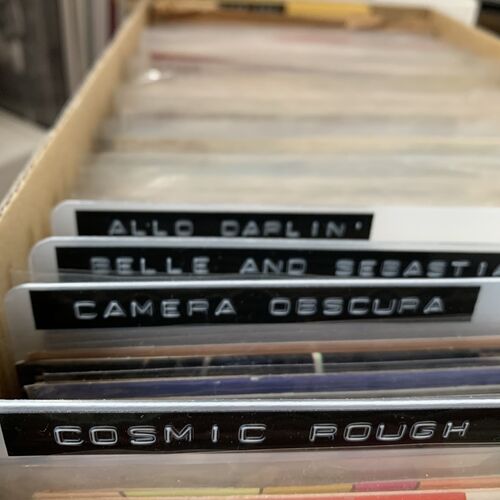 ALLO DARLIN'
BELLE AND SEBASTIA
CAMERA OBSCURA
COSMIC ROUGH